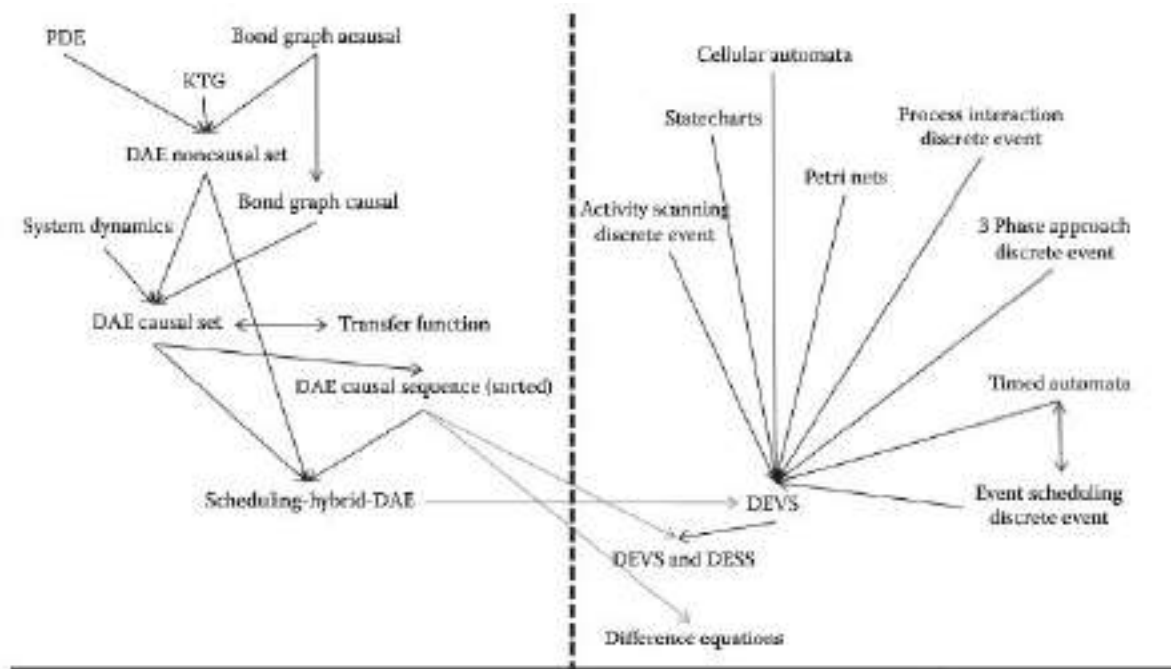 PDE
Bond graph acausal
KTG
DAE noncausal set
Bond graph causal
System dynamics
DAE causal set
Transfer function
DAE causal sequence (sorted)
Scheduling-hybrid-DAE
Cellular automata
Statecharts
Process interaction
discrete event
Petri nets
Activity scanning
discrete event
3 Phase approach
discrete event
Timed automata
Event scheduling
discrete event
DEVS
DEVS and DESS
Difference equations